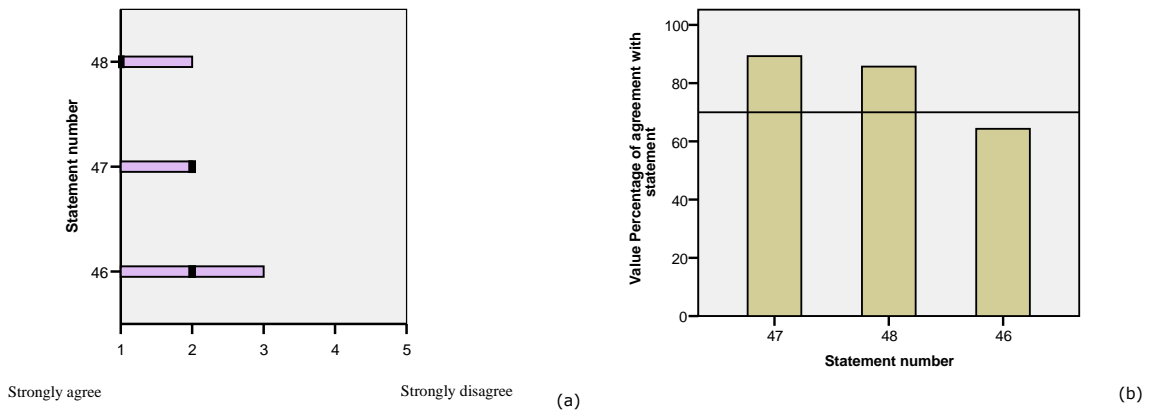 Statement number
48
47
46
1 2 3 4 5
Strongly agree Strongly disagree (a)
Value Percentage of agreement with
statement
100
80
60
40
20
0
47 48 46
Statement number
(b)